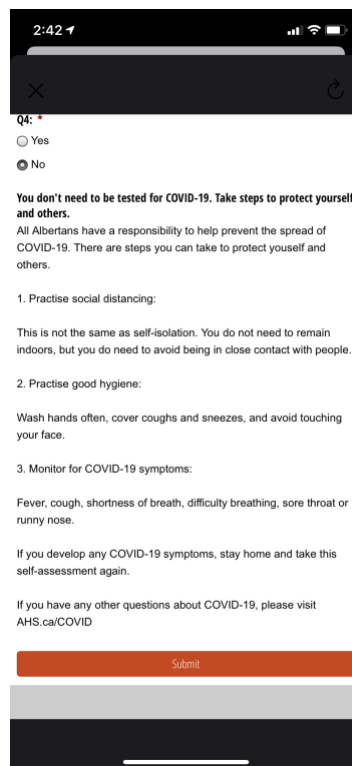 2:42
Q4: *
Yes
No
You don't need to be tested for COVID-19. Take steps to protect yourself
and others.
All Albertans have a responsibility to help prevent the spread of
COVID-19. There are steps you can take to protect youself and
others.
1. Practise social distancing:
This is not the same as self-isolation. You do not need to remain
indoors, but you do need to avoid being in close contact with people.
2. Practise good hygiene:
Wash hands often, cover coughs and sneezes, and avoid touching
your face.
3. Monitor for COVID-19 symptoms:
Fever, cough, shortness of breath, difficulty breathing, sore throat or
runny nose.
If you develop any COVID-19 symptoms, stay home and take this
self-assessment again.
If you have any other questions about COVID-19, please visit
AHS.ca/COVID
Submit